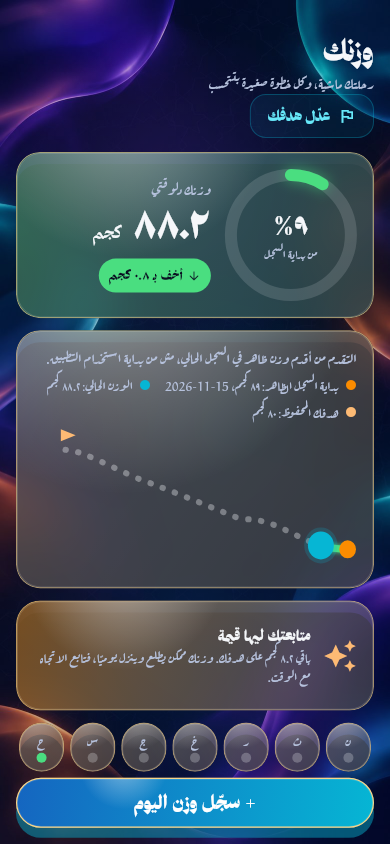 وزنك
رحلتك ماشية، وكل خطوة صغيرة بتتحسب
عدّل هدفك
وزنك دلوقتي
٨٨.٢ كجم
↓ أخف بـ ٠.٨ كجم
%٩
من بداية السجل
التقدم من أقدم وزن ظاهر في السجل الحالي، مش من بداية استخدام التطبيق.
بداية السجل الظاهر: ٨٩ كجم، 15-11-2026
الوزن الحالي: ٨٨.٢ كجم
هدفك المحفوظ: ٨٠ كجم
متابعتك ليها قيمة
باقي ٨.٢ كجم على هدفك. وزنك ممكن يطلع وينزل يوميًا، فتابع الاتجاه
مع الوقت.
ن ث ر خ ج س ح
+ سجّل وزن اليوم